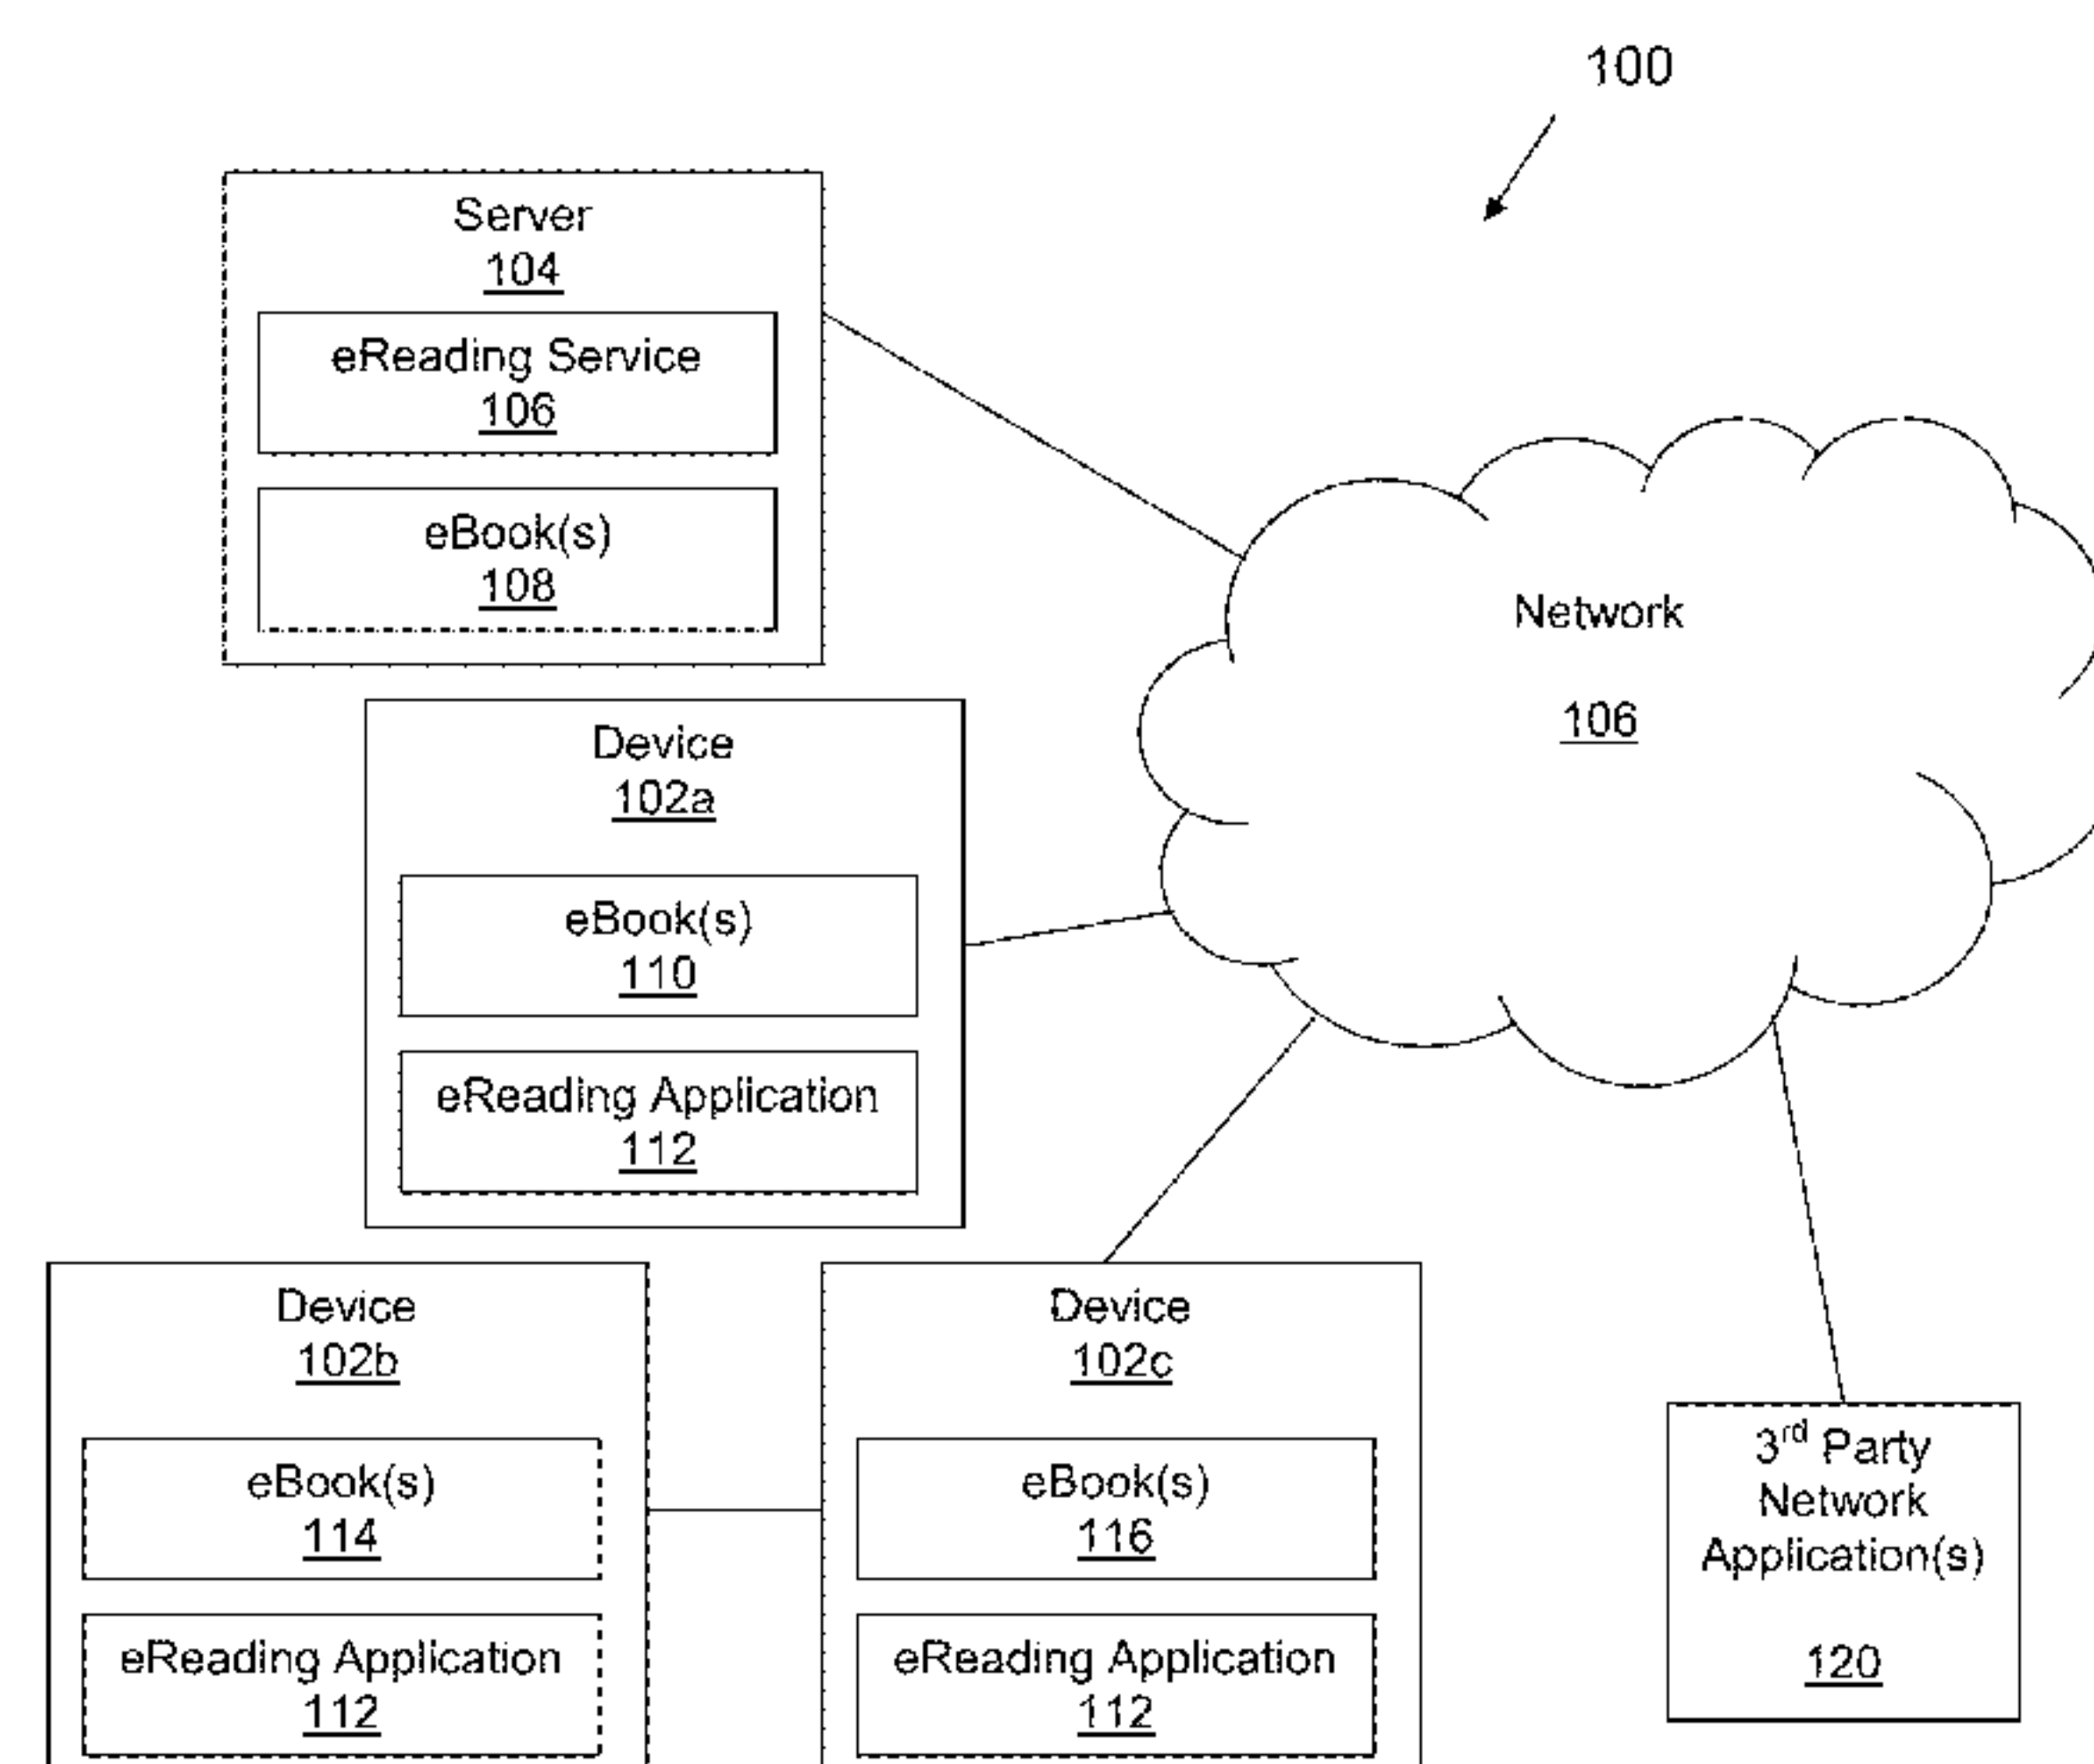 100
Server
104
eReading Service
106
eBook(s)
108
Network
106
Device
102a
eBook(s)
110
eReading Application
112
Device
102b
eBook(s)
114
eReading Application
112
Device
102c
eBook(s)
116
eReading Application
112
3rd Party
Network
Application(s)
120